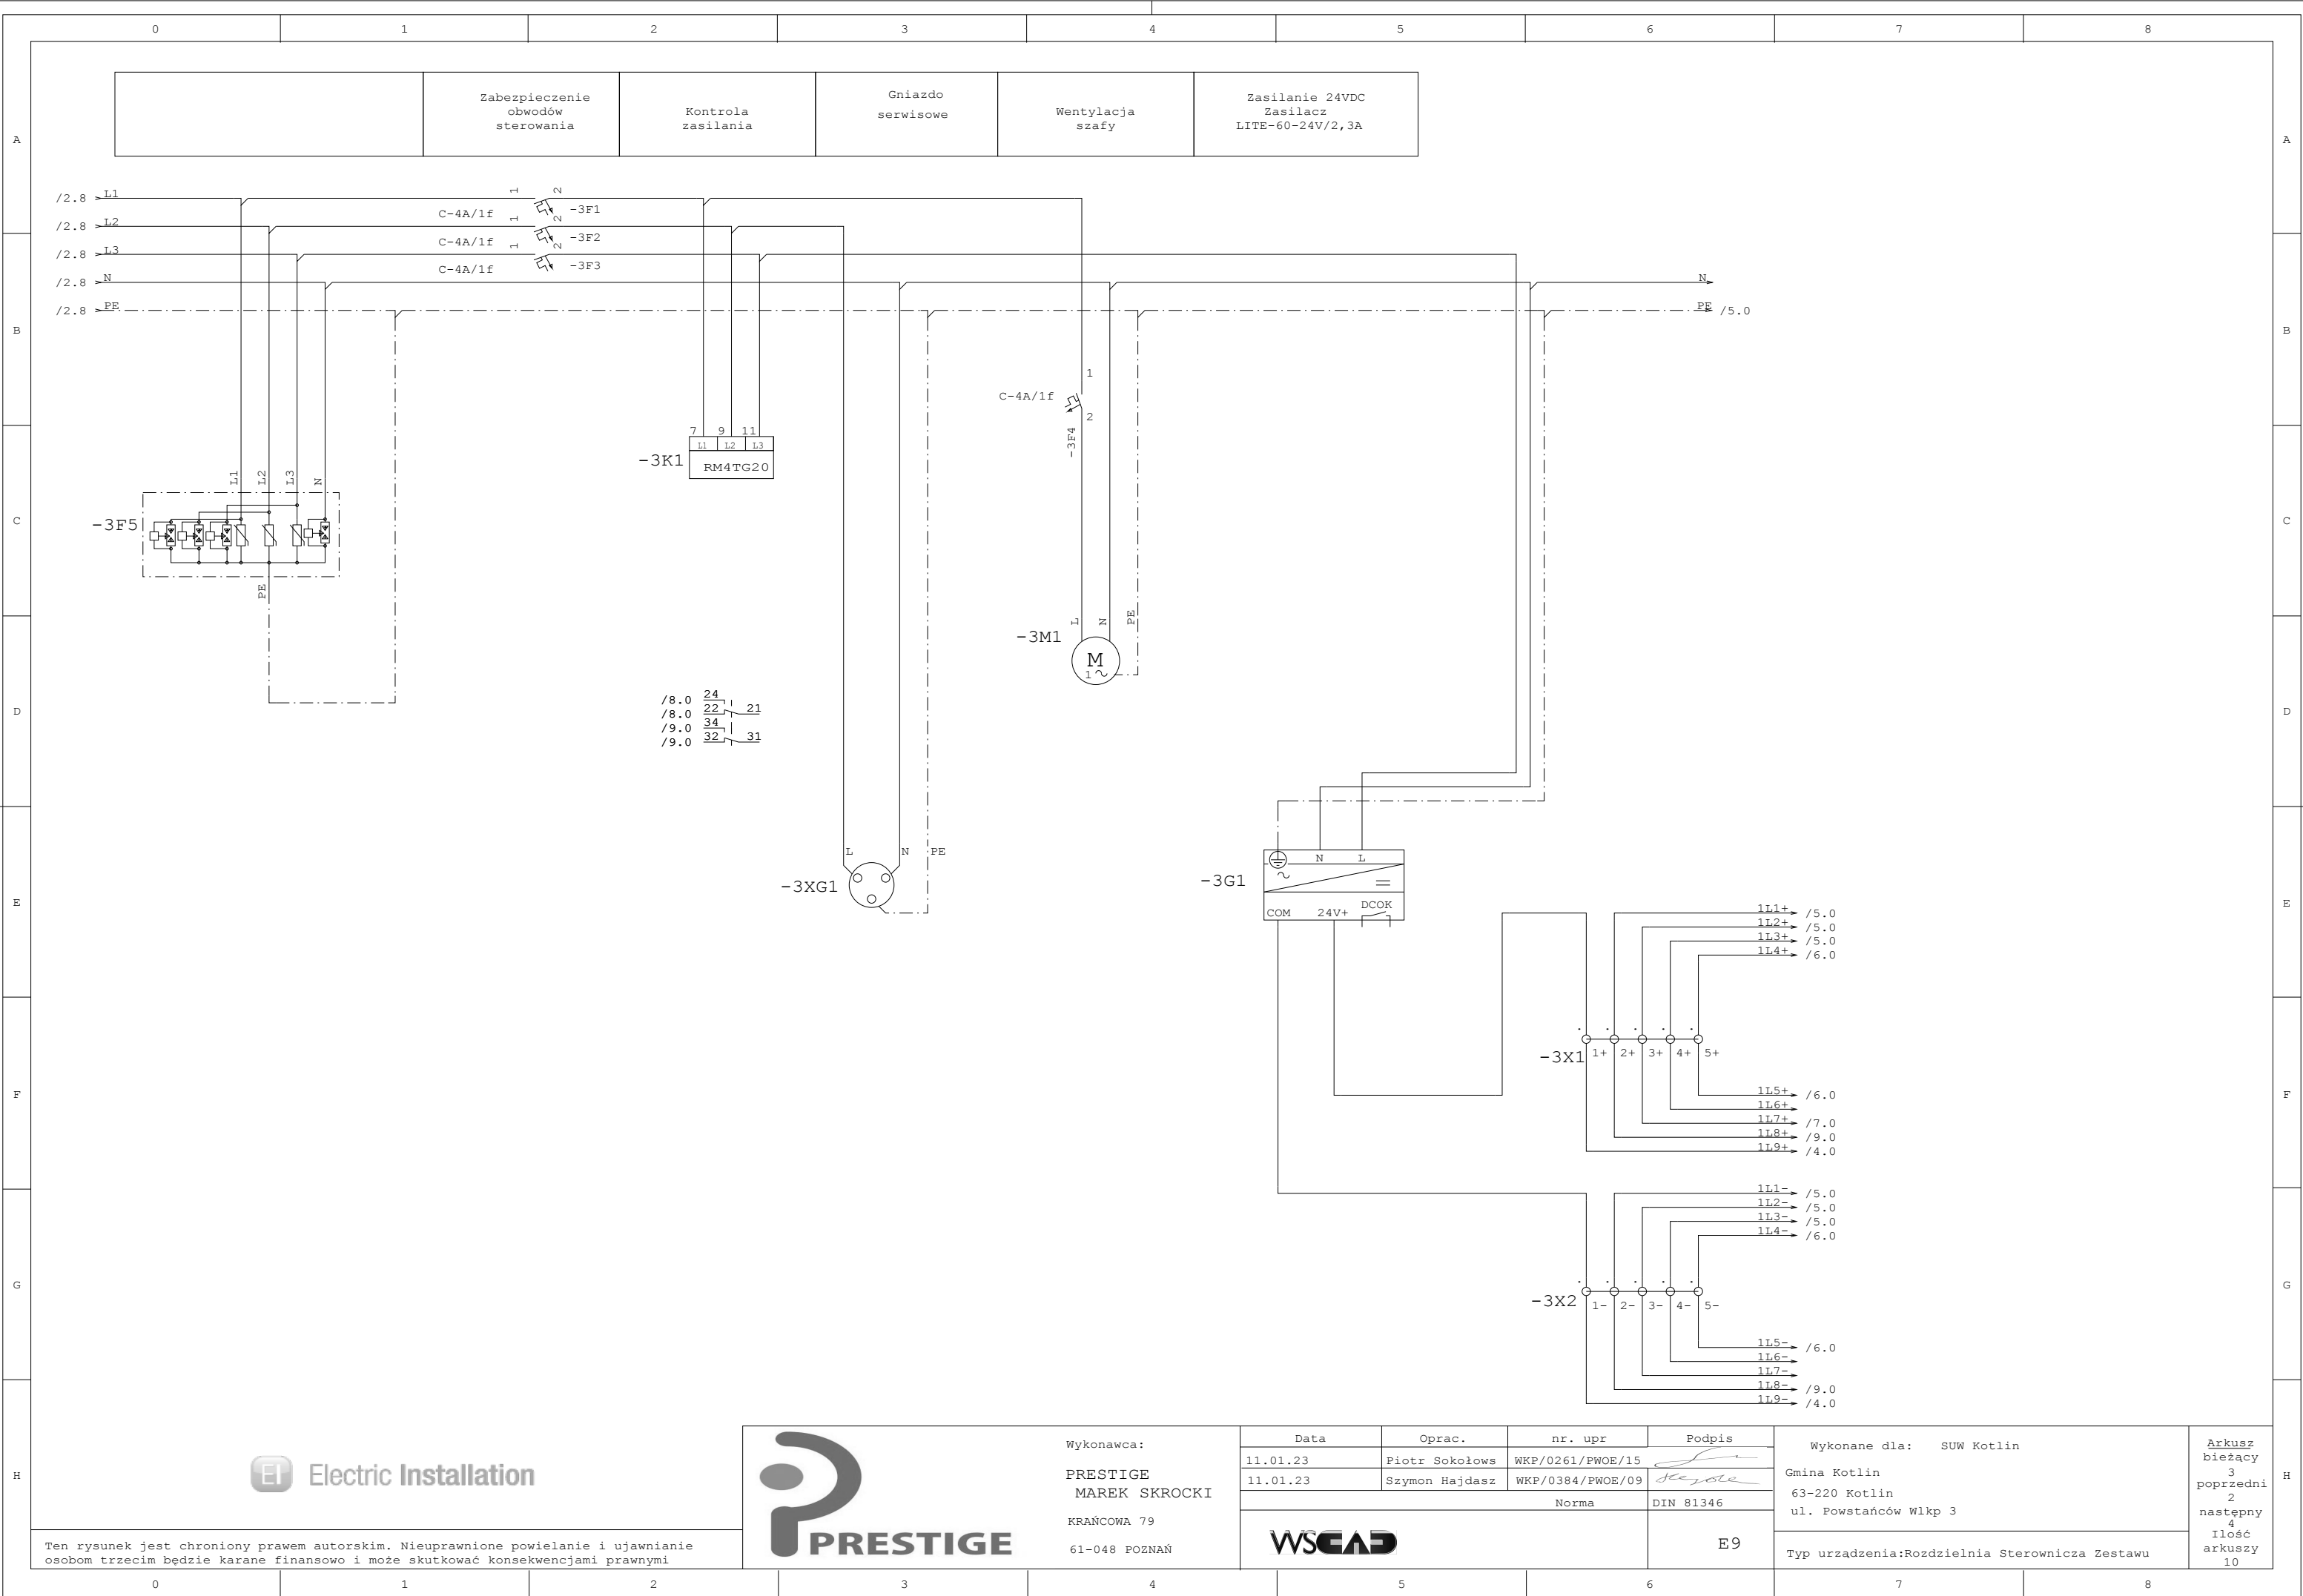 0 1 2 3 4 5 6 7 8
Zabezpieczenie
obwodów
sterowania
Kontrola
zasilania
Gniazdo
serwisowe
Wentylacja
szafy
Zasilanie 24VDC
Zasilacz
LITE-60-24V/2,3A
A A
/2.8 L1
1 2
C-4A/1f -3F1
/2.8 L2
1 2
C-4A/1f -3F2
/2.8 L3
1 2
C-4A/1f -3F3
/2.8 N N
/2.8 PE PE /5.0
B B
1
C-4A/1f
2
-3F4
7 9 11
L1 L2 L3
-3K1 RM4TG20
L1 L2 L3 N
C C
-3F5
PE
L N PE
-3M1
M
1
D D
/8.0 24
/8.0 22 21
/9.0 34
/9.0 32 31
L N PE
-3XG1
N L
-3G1
COM 24V+ DCOK
E E
1L1+ /5.0
1L2+ /5.0
1L3+ /5.0
1L4+ /6.0
-3X1 1+ 2+ 3+ 4+ 5+
F F
1L5+ /6.0
1L6+
1L7+ /7.0
1L8+ /9.0
1L9+ /4.0
1L1- /5.0
1L2- /5.0
1L3- /5.0
1L4- /6.0
G G
-3X2 1- 2- 3- 4- 5-
1L5- /6.0
1L6-
1L7-
1L8- /9.0
1L9- /4.0
H H
EI Electric Installation
Ten rysunek jest chroniony prawem autorskim. Nieuprawnione powielanie i ujawnianie
osobom trzecim będzie karane finansowo i może skutkować konsekwencjami prawnymi
PRESTIGE
Wykonawca:
PRESTIGE
MAREK SKROCKI
KRAŃCOWA 79
61-048 POZNAŃ
Data Oprac. nr. upr Podpis
11.01.23 Piotr Sokołows WKP/0261/PWOE/15
11.01.23 Szymon Hajdasz WKP/0384/PWOE/09
Norma DIN 81346
WSCAD
E9
Wykonane dla: SUW Kotlin
Gmina Kotlin
63-220 Kotlin
ul. Powstańców Wlkp 3
Typ urządzenia:Rozdzielnia Sterownicza Zestawu
Arkusz
bieżący
3
poprzedni
2
następny
4
Ilość
arkuszy
10
0 1 2 3 4 5 6 7 8